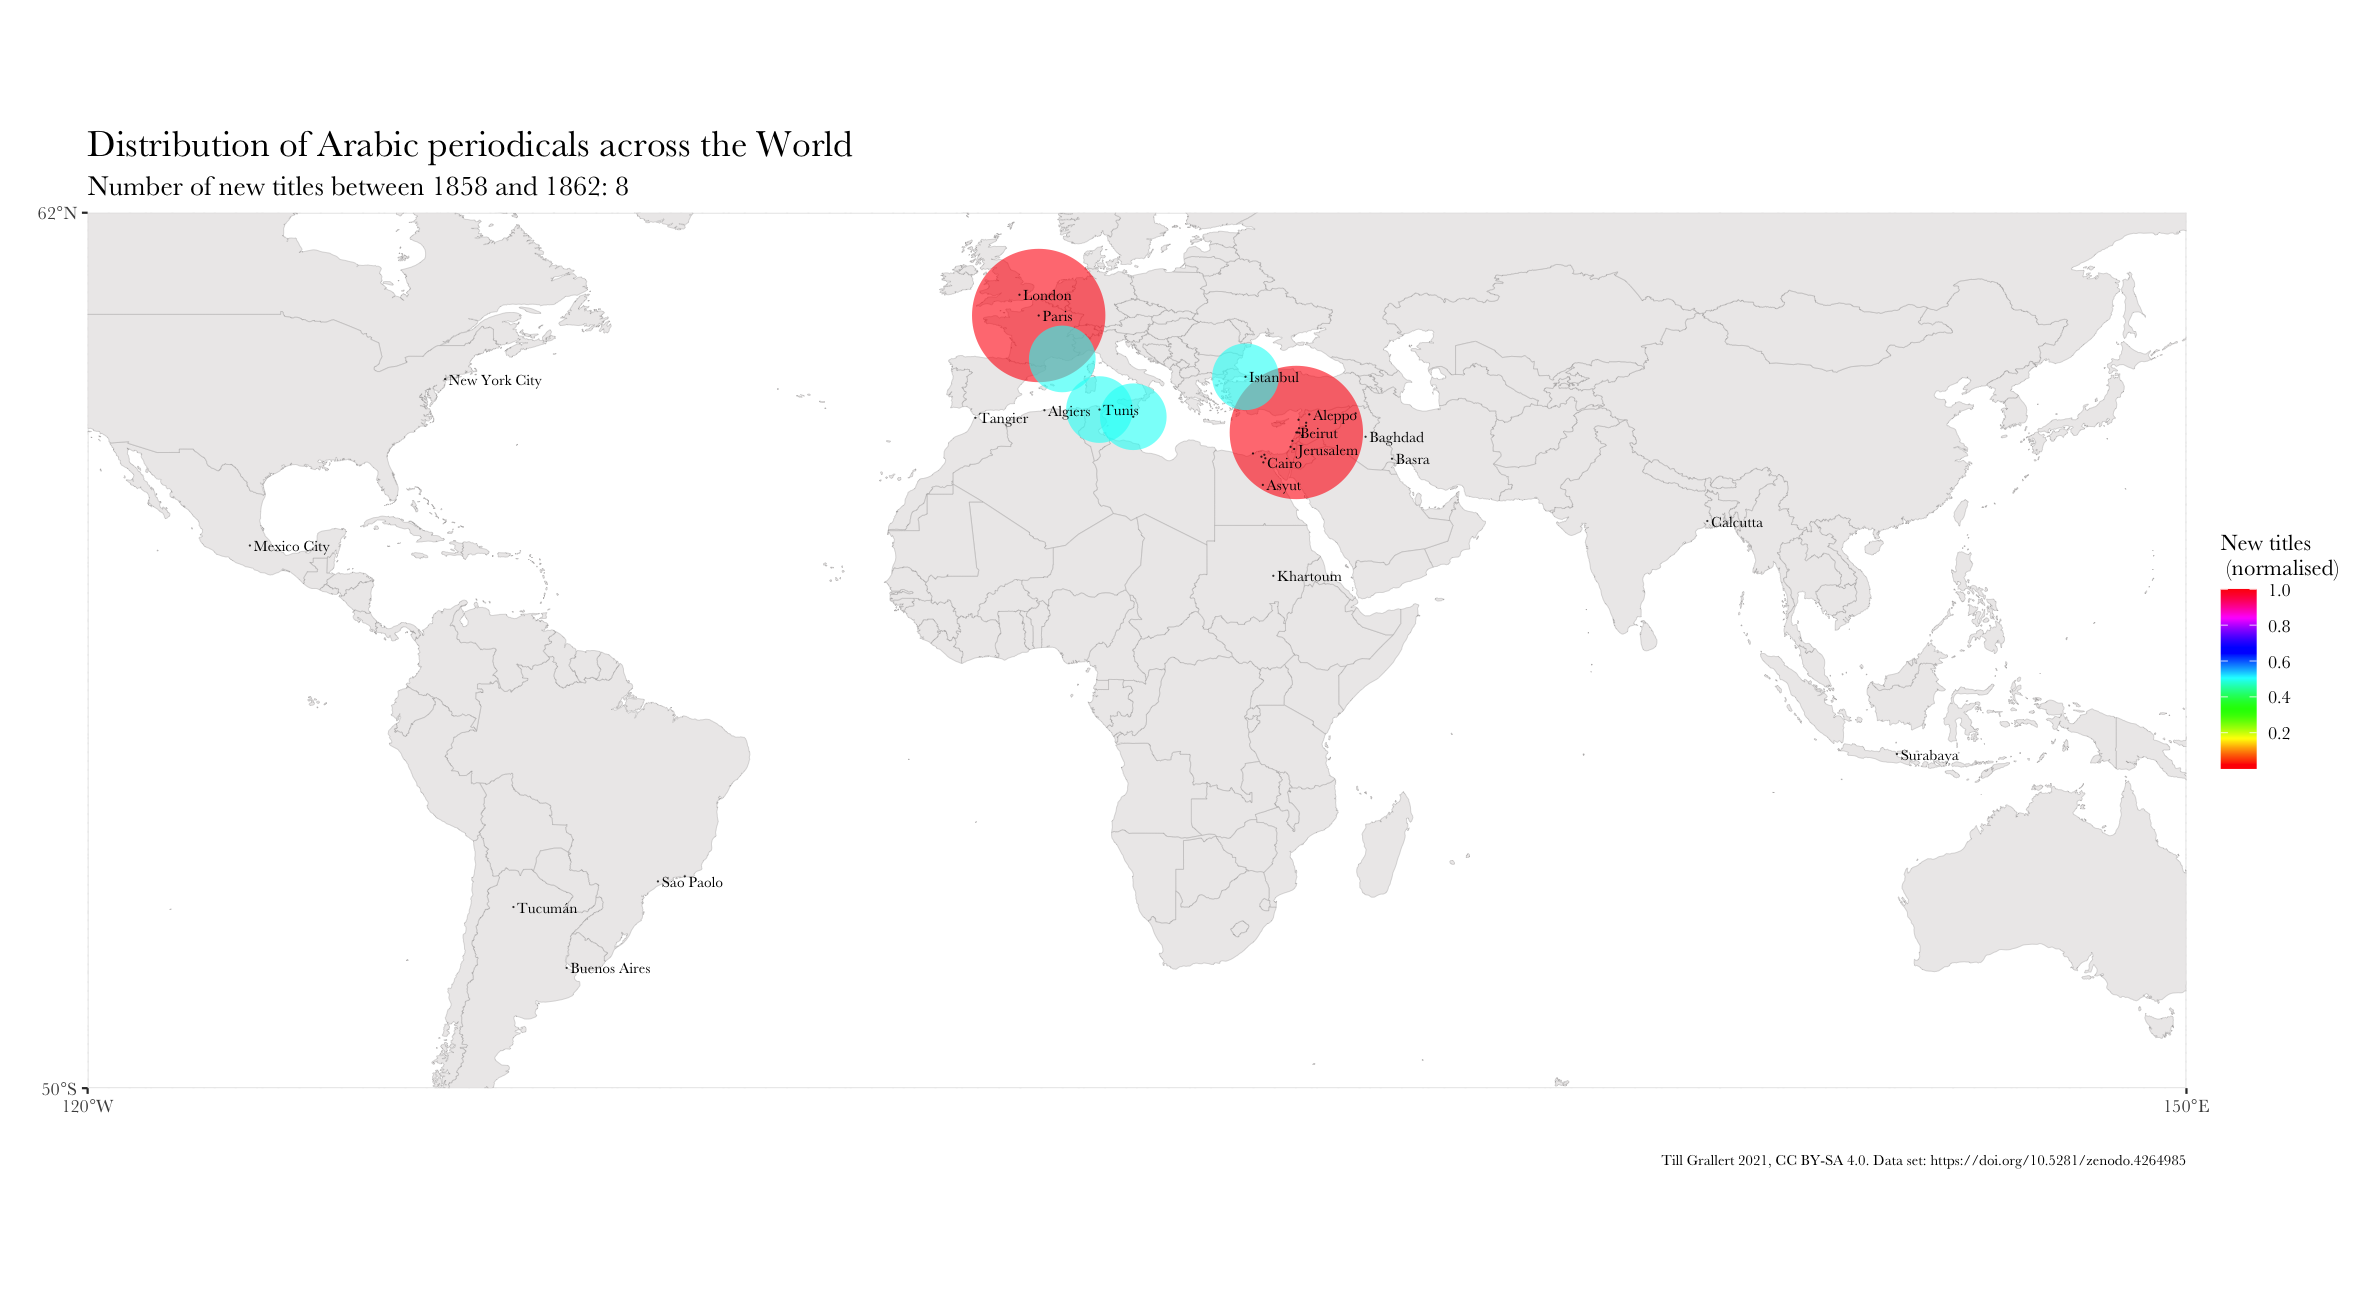 Distribution of Arabic periodicals across the World
Number of new titles between 1858 and 1862: 8
62°N
London
Paris
New York City
Istanbul
Algiers
Tunis
Tangier
Aleppo
Beirut
Baghdad
Jerusalem
Basra
Cairo
Asyut
Calcutta
Mexico City
Khartoum
New titles
(normalised)
1.0
0.8
0.6
0.4
0.2
Surabaya
São Paolo
Tucumán
Buenos Aires
50°S
120°W
150°E
Till Grallert 2021, CC BY-SA 4.0. Data set: https://doi.org/10.5281/zenodo.4264985